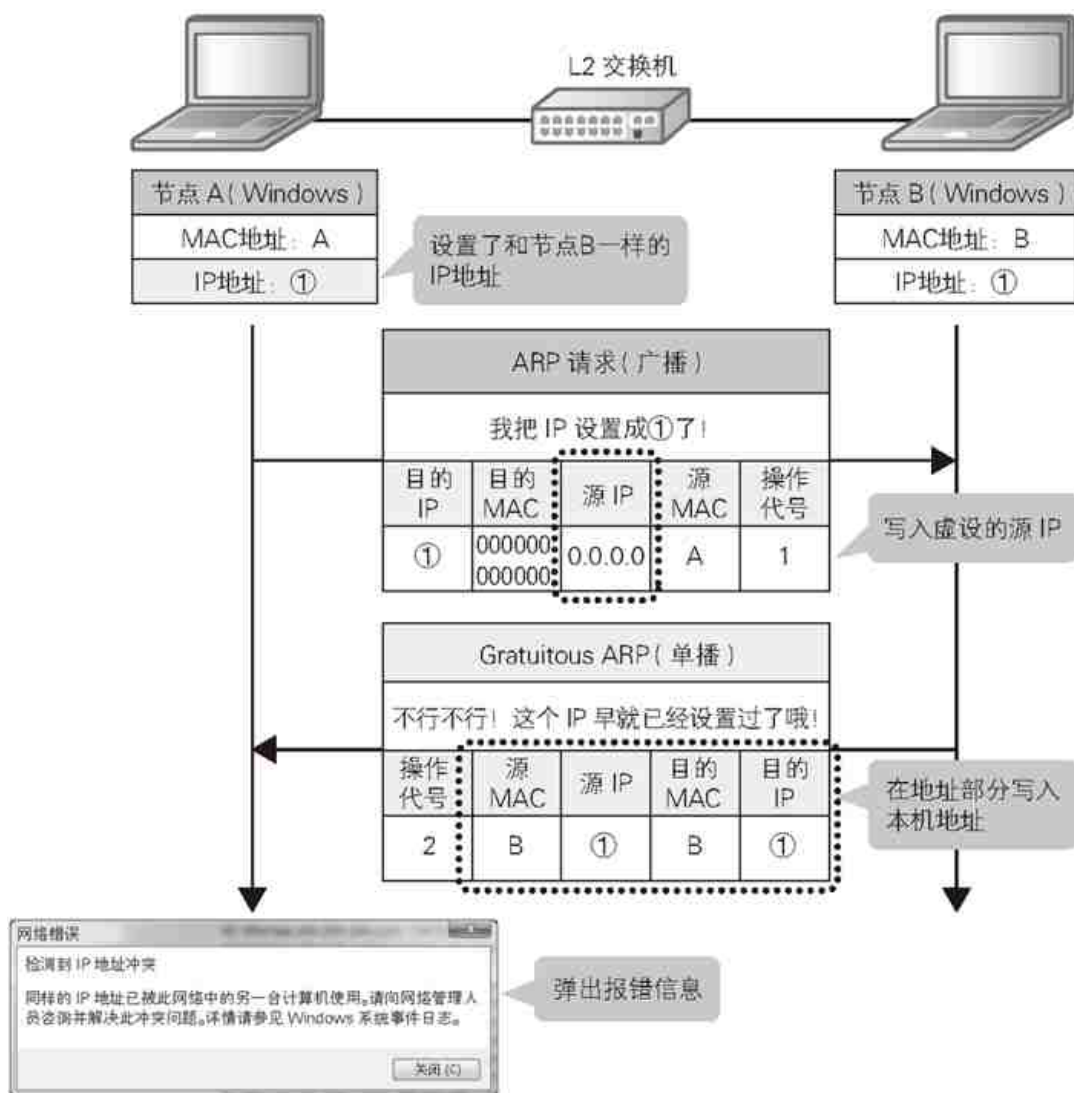 L2 交换机
节点 A( Windows )
MAC地址: A
IP地址: ①
设置了和节点B一样的
IP地址
节点 B( Windows )
MAC地址: B
IP地址: ①
ARP 请求( 广播 )
我把 IP 设置成①了!
目的
IP
目的
MAC
源 IP
源
MAC
操作
代号
①
000000
000000
0.0.0.0
A
1
写入虚设的源 IP
Gratuitous ARP( 单播 )
不行不行! 这个 IP 早就已经设置过了哦!
操作
代号
源
MAC
源 IP
目的
MAC
目的
IP
2
B
①
B
①
在地址部分写入
本机地址
网络错误
检测到 IP 地址冲突
同样的 IP 地址已被此网络中的另一台计算机使用。请向网络管理人
员咨询并解决此冲突问题。详情请参见 Windows 系统事件日志。
关闭 (C)
弹出报错信息